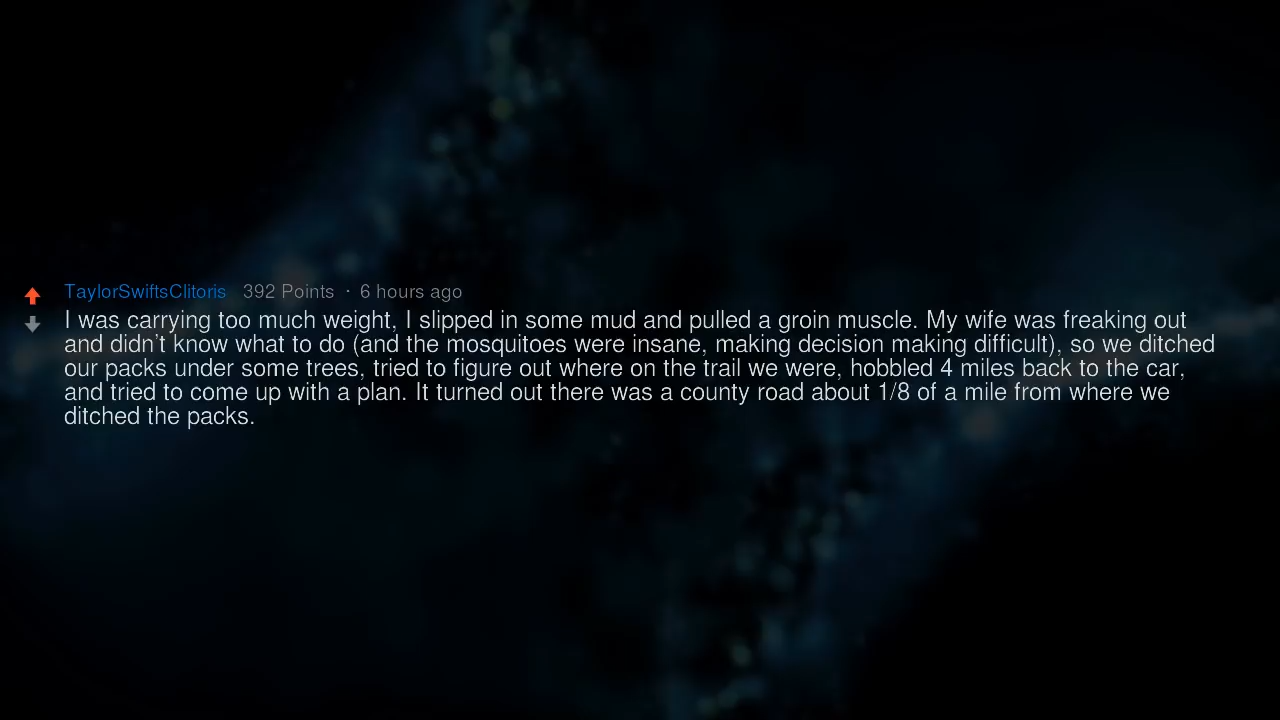 TaylorSwiftsClitoris 392 Points · 6 hours ago
I was carrying too much weight, I slipped in some mud and pulled a groin muscle. My wife was freaking out
and didn’t know what to do (and the mosquitoes were insane, making decision making difficult), so we ditched
our packs under some trees, tried to figure out where on the trail we were, hobbled 4 miles back to the car,
and tried to come up with a plan. It turned out there was a county road about 1/8 of a mile from where we
ditched the packs.